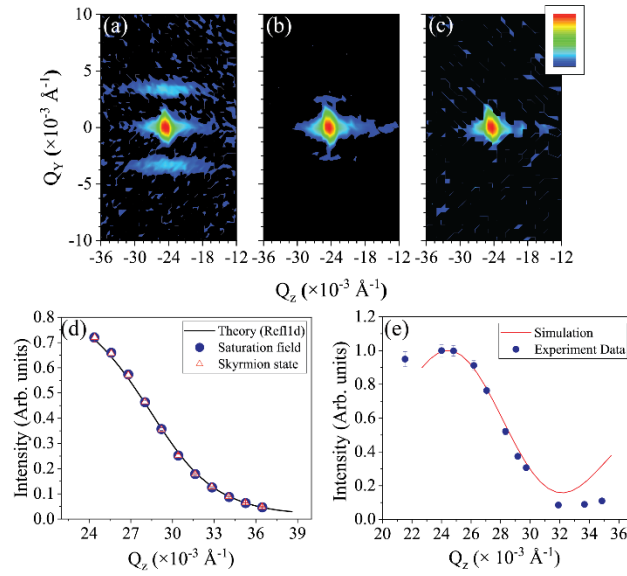 (a) (b) (c)
10
5
0
-5
-10
Q_Y (×10⁻³ Å⁻¹)
-36 -30 -24 -18 -12 -36 -30 -24 -18 -12 -36 -30 -24 -18 -12
Q_z (×10⁻³ Å⁻¹)
(d)
Theory (Refl1d)
Saturation field
Skyrmion state
0.8
0.7
0.6
0.5
0.4
0.3
0.2
0.1
0.0
Intensity (Arb. units)
24 27 30 33 36 39
Q_z (×10⁻³ Å⁻¹)
(e)
Simulation
Experiment Data
1.2
1.0
0.8
0.6
0.4
0.2
0.0
Intensity (Arb. units)
20 22 24 26 28 30 32 34 36
Q_z (× 10⁻³ Å⁻¹)